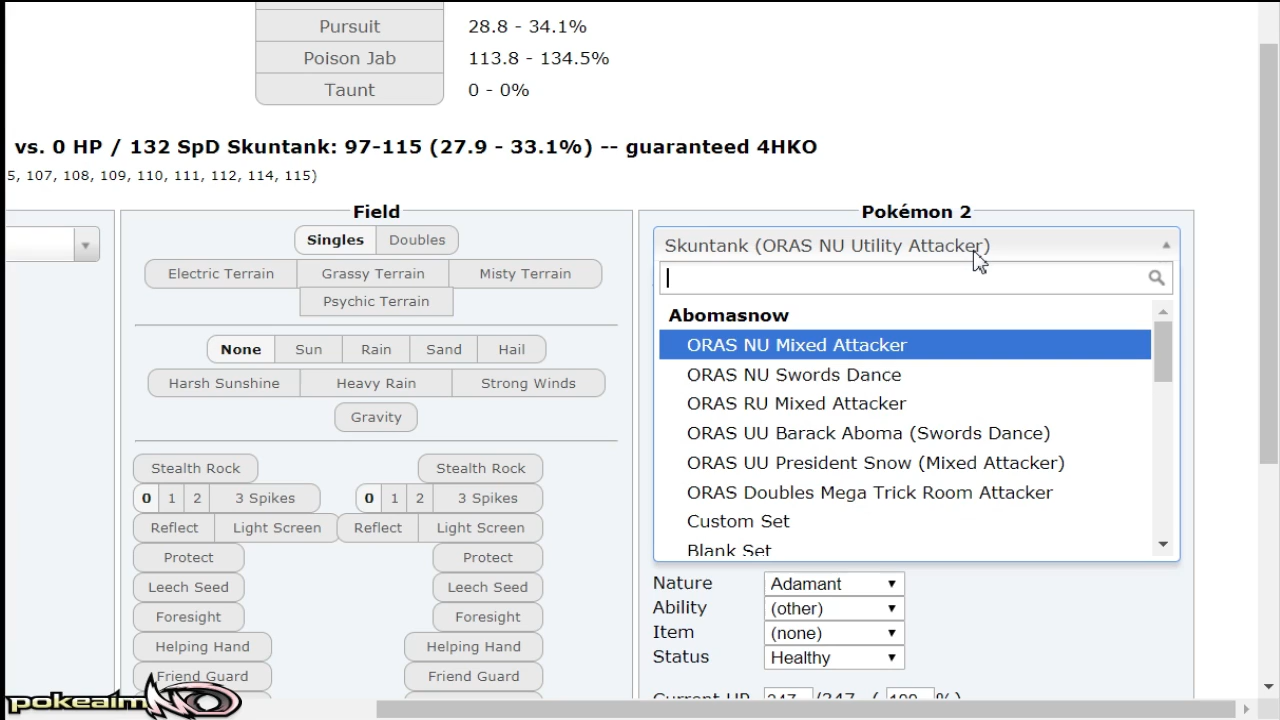 Pursuit 28.8 - 34.1%
Poison Jab 113.8 - 134.5%
Taunt 0 - 0%
vs. 0 HP / 132 SpD Skuntank: 97-115 (27.9 - 33.1%) -- guaranteed 4HKO
5, 107, 108, 109, 110, 111, 112, 114, 115)
Field
Singles Doubles
Electric Terrain Grassy Terrain Misty Terrain
Psychic Terrain
None Sun Rain Sand Hail
Harsh Sunshine Heavy Rain Strong Winds
Gravity
Stealth Rock Stealth Rock
0 1 2 3 Spikes 0 1 2 3 Spikes
Reflect Light Screen Reflect Light Screen
Protect Protect
Leech Seed Leech Seed
Foresight Foresight
Helping Hand Helping Hand
Friend Guard Friend Guard
Pokémon 2
Skuntank (ORAS NU Utility Attacker)
Abomasnow
ORAS NU Mixed Attacker
ORAS NU Swords Dance
ORAS RU Mixed Attacker
ORAS UU Barack Aboma (Swords Dance)
ORAS UU President Snow (Mixed Attacker)
ORAS Doubles Mega Trick Room Attacker
Custom Set
Blank Set
Nature Adamant
Ability (other)
Item (none)
Status Healthy
Current HP 347 /347 ( 100 %)
pokeaimMD